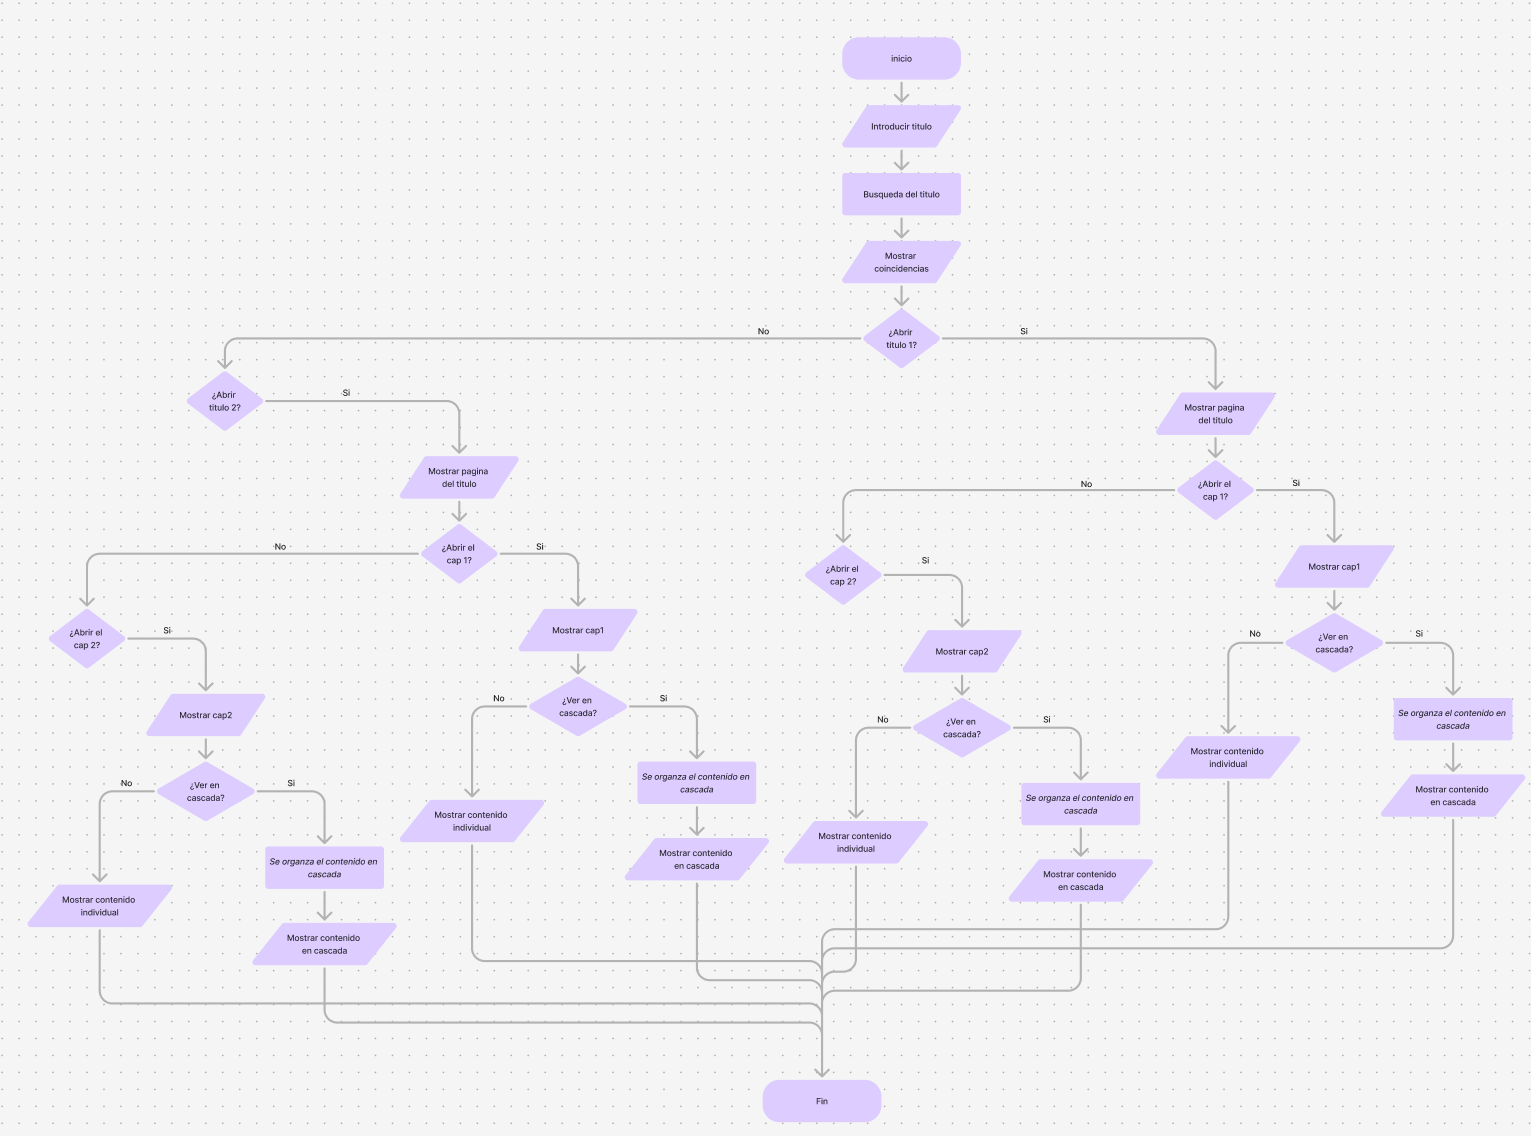 inicio
Introducir titulo
Busqueda del titulo
Mostrar
coincidencias
¿Abrir
titulo 1?
No
Si
¿Abrir
titulo 2?
Si
Mostrar pagina
del titulo
Mostrar pagina
del titulo
¿Abrir el
cap 1?
No
Si
¿Abrir el
cap 1?
No
Si
¿Abrir el
cap 2?
Si
Mostrar cap1
¿Abrir el
cap 2?
Si
Mostrar cap1
Mostrar cap2
¿Ver en
cascada?
No
Si
Mostrar cap2
¿Ver en
cascada?
No
Si
¿Ver en
cascada?
No
Si
Se organza el contenido en
cascada
Mostrar contenido
individual
Mostrar contenido
en cascada
¿Ver en
cascada?
No
Si
Se organza el contenido en
cascada
Se organza el contenido en
cascada
Mostrar contenido
individual
Mostrar contenido
individual
Mostrar contenido
en cascada
Se organza el contenido en
cascada
Mostrar contenido
en cascada
Mostrar contenido
individual
Mostrar contenido
en cascada
Fin